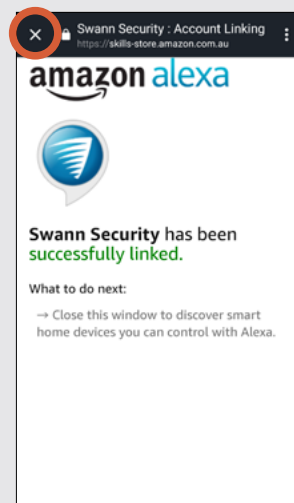 Swann Security : Account Linking
https://skills-store.amazon.com.au
amazon alexa
Swann Security has been
successfully linked.
What to do next:
→ Close this window to discover smart
home devices you can control with Alexa.